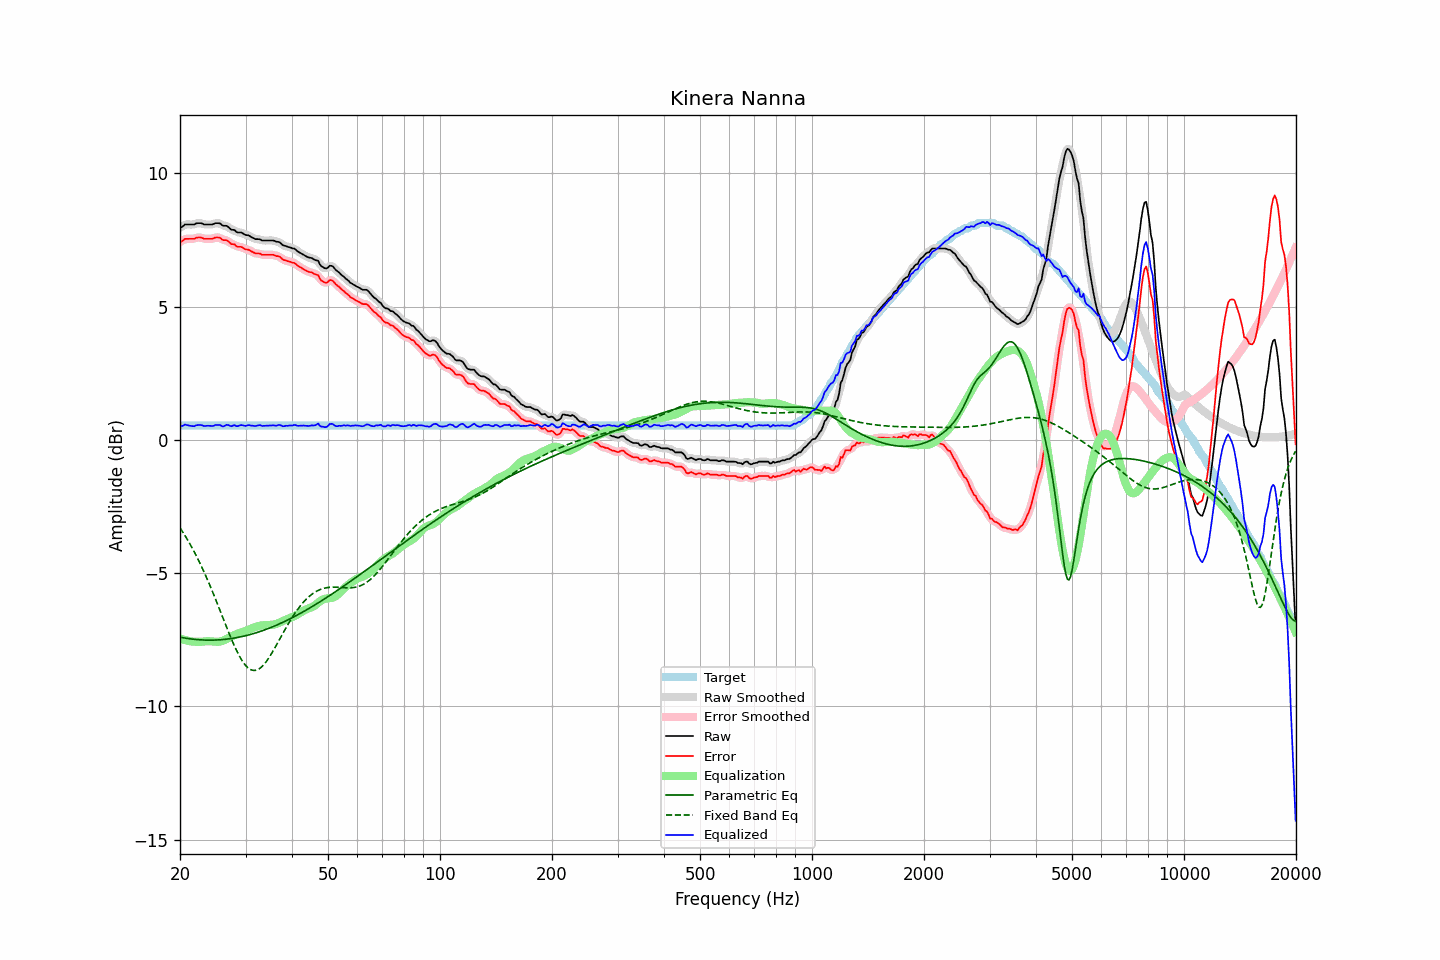 Kinera Nanna
Amplitude (dBr)
10
5
0
−5
−10
−15
Target
Raw Smoothed
Error Smoothed
Raw
Error
Equalization
Parametric Eq
Fixed Band Eq
Equalized
20 50 100 200 500 1000 2000 5000 10000 20000
Frequency (Hz)